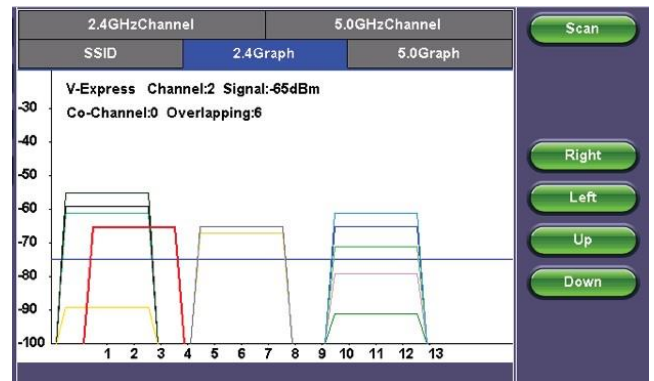 2.4GHzChannel 5.0GHzChannel
SSID 2.4Graph 5.0Graph
V-Express Channel:2 Signal:-65dBm
Co-Channel:0 Overlapping:6
-30
-40
-50
-60
-70
-80
-90
-100
1 2 3 4 5 6 7 8 9 10 11 12 13
Scan
Right
Left
Up
Down